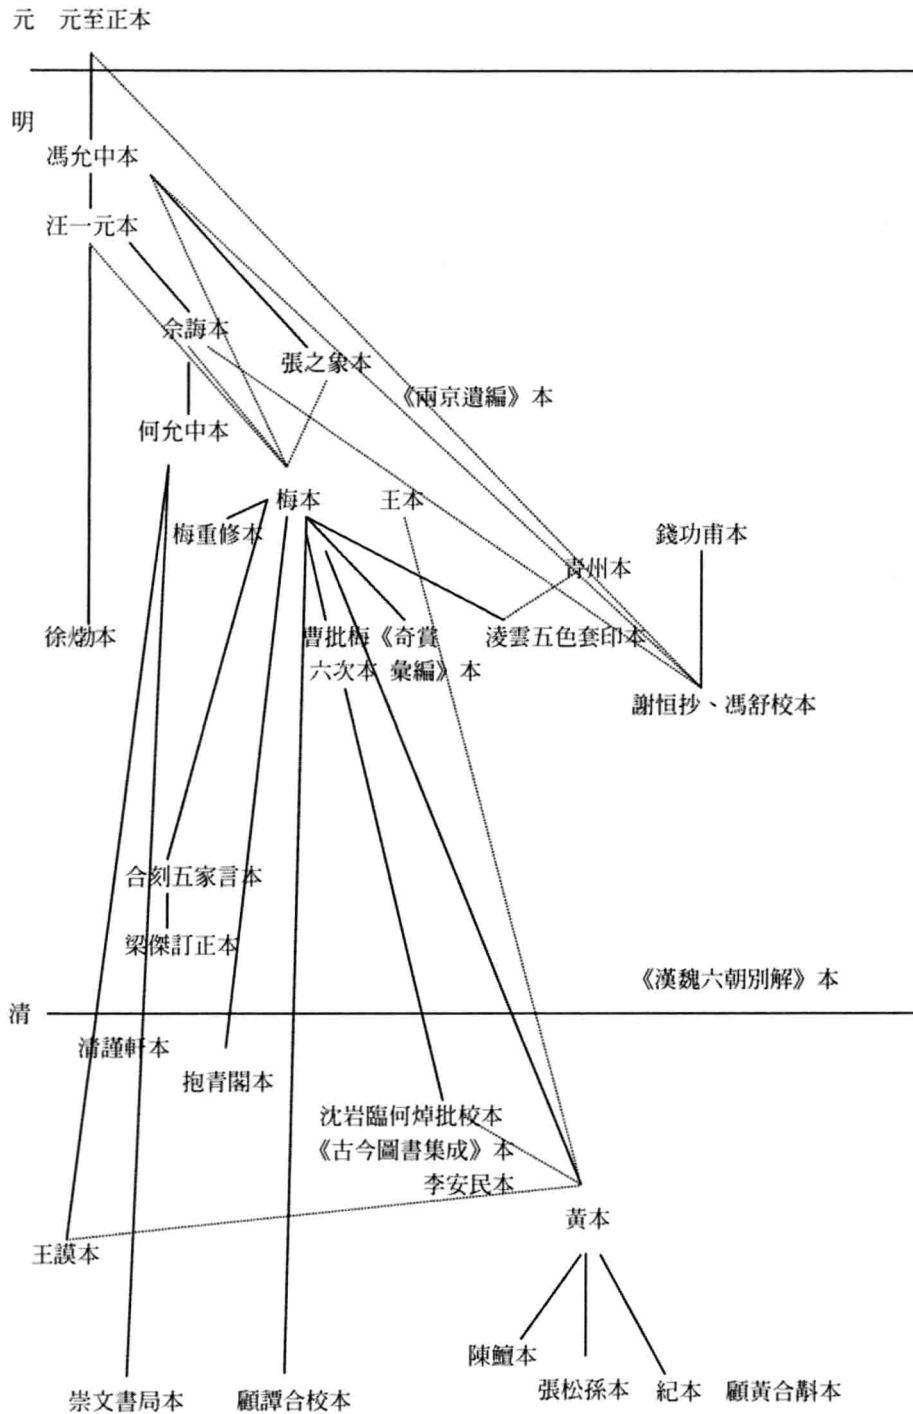 元　元至正本
明
馮允中本
汪一元本
佘誨本
張之象本
《兩京遺編》本
何允中本
梅本
王本
梅重修本
錢功甫本
青州本
徐𤊹本
曹批梅
六次本
《奇賞
彙編》本
淩雲五色套印本
謝恒抄、馮舒校本
合刻五家言本
梁傑訂正本
《漢魏六朝別解》本
清
清謹軒本
抱青閣本
沈岩臨何焯批校本
《古今圖書集成》本
李安民本
黃本
王謨本
陳鱣本
崇文書局本
顧譚合校本
張松孫本
紀本
顧黃合斠本